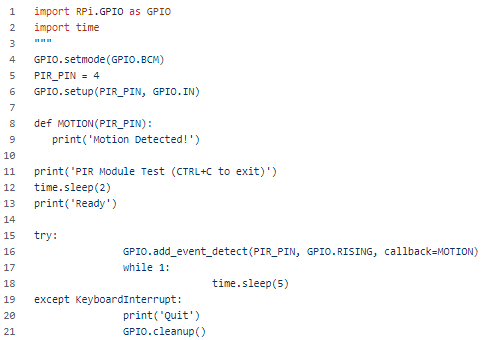 1 import RPi.GPIO as GPIO
2 import time
3 """
4 GPIO.setmode(GPIO.BCM)
5 PIR_PIN = 4
6 GPIO.setup(PIR_PIN, GPIO.IN)
7
8 def MOTION(PIR_PIN):
9    print('Motion Detected!')
10
11 print('PIR Module Test (CTRL+C to exit)')
12 time.sleep(2)
13 print('Ready')
14
15 try:
16               GPIO.add_event_detect(PIR_PIN, GPIO.RISING, callback=MOTION)
17               while 1:
18                              time.sleep(5)
19 except KeyboardInterrupt:
20               print('Quit')
21               GPIO.cleanup()